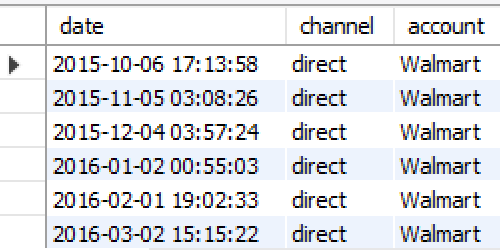 date channel account
2015-10-06 17:13:58 direct Walmart
2015-11-05 03:08:26 direct Walmart
2015-12-04 03:57:24 direct Walmart
2016-01-02 00:55:03 direct Walmart
2016-02-01 19:02:33 direct Walmart
2016-03-02 15:15:22 direct Walmart